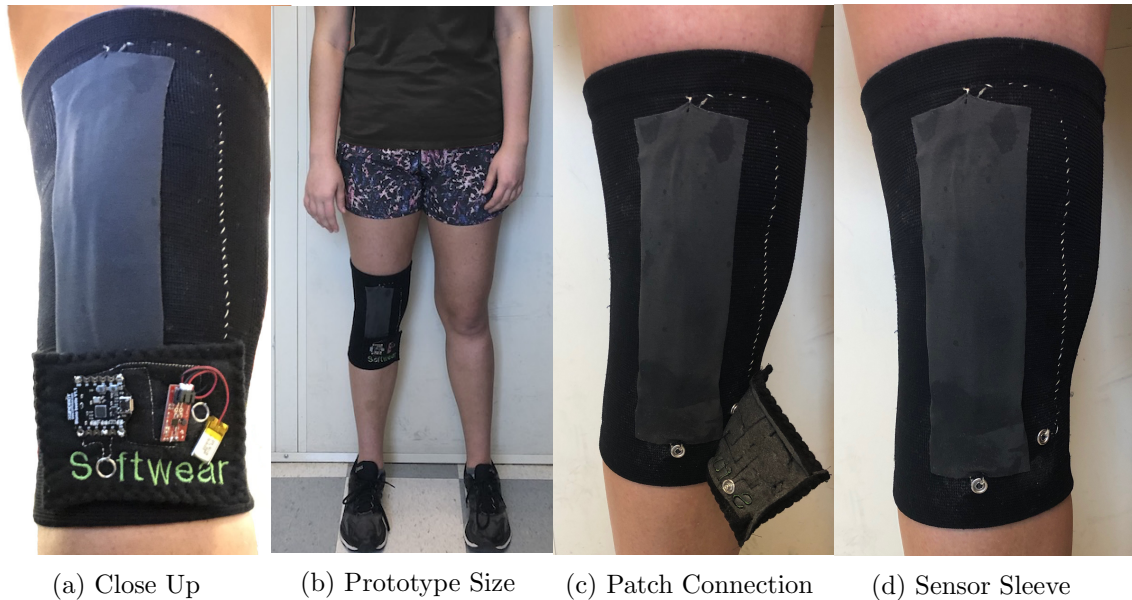 Softwear
Softwear
(a) Close Up
(b) Prototype Size
(c) Patch Connection
(d) Sensor Sleeve